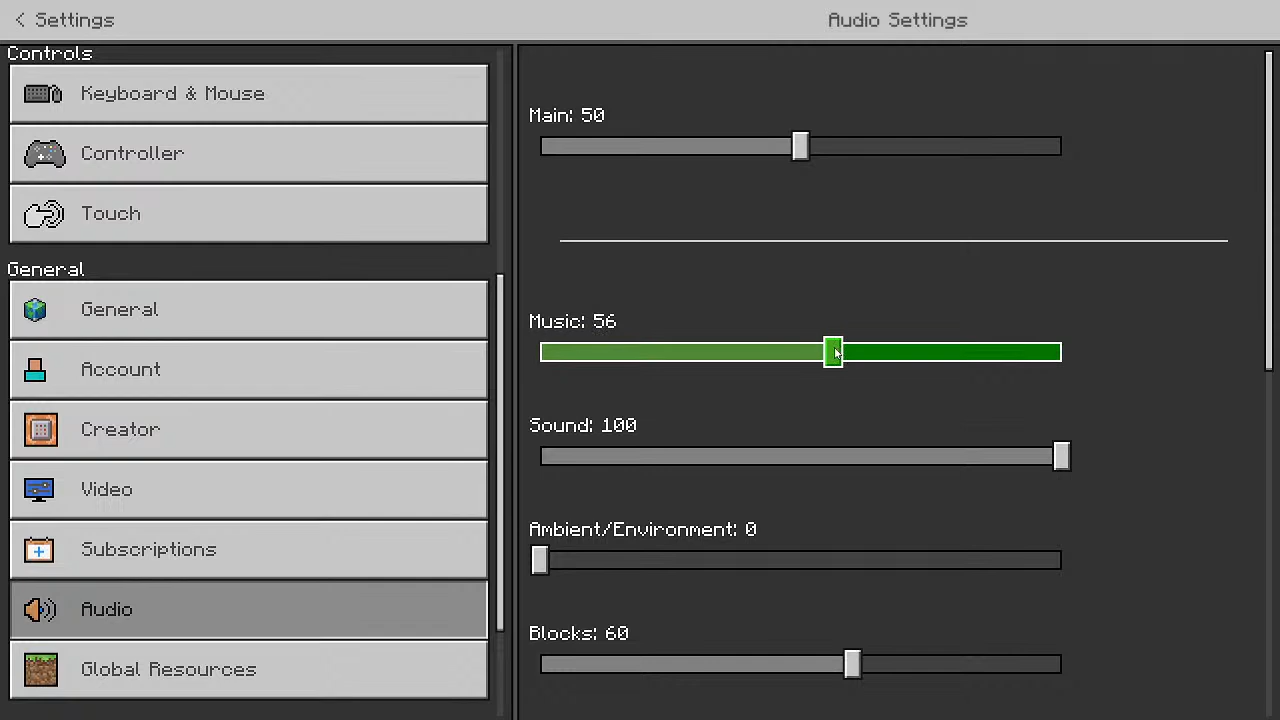 Settings
Audio Settings
Controls
Keyboard & Mouse
Controller
Touch
General
General
Account
Creator
Video
Subscriptions
Audio
Global Resources
Main: 50
Music: 56
Sound: 100
Ambient/Environment: 0
Blocks: 60